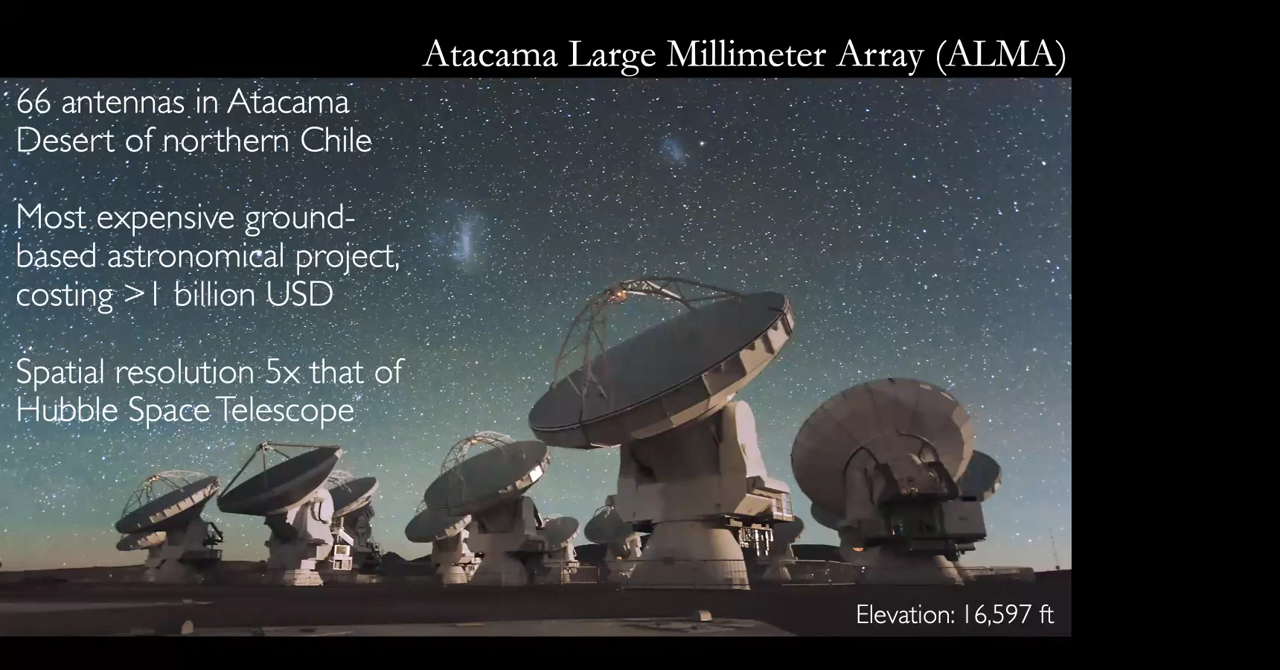 Atacama Large Millimeter Array (ALMA)
66 antennas in Atacama
Desert of northern Chile
Most expensive ground-
based astronomical project,
costing >1 billion USD
Spatial resolution 5x that of
Hubble Space Telescope
Elevation: 16,597 ft